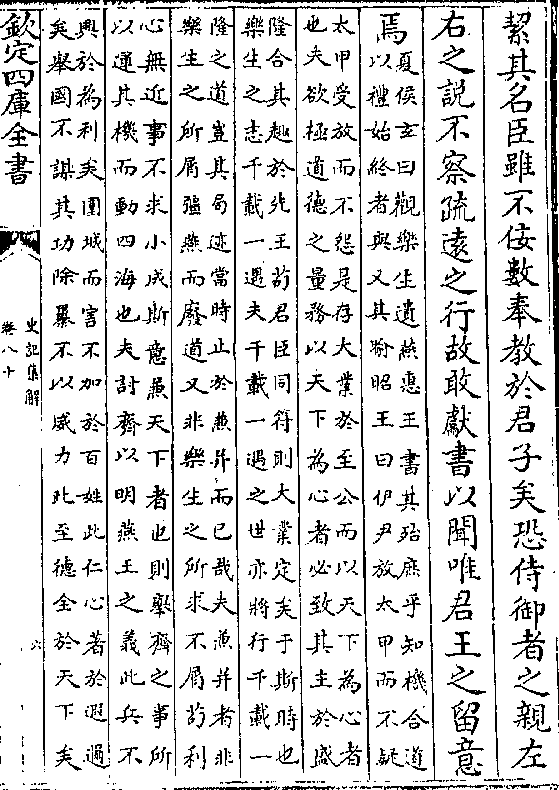 絜其名臣雖不佞數奉教於君子矣恐侍御者之親左
右之說不察疏遠之行故敢獻書以聞唯君王之留意
焉
夏侯玄曰觀樂生遺燕惠王書其殆庶乎知機合道
以禮始終者與又其喻昭王曰伊尹放太甲而不疑
太甲受放而不怨是存大業於至公而以天下為心者
也夫欲極道德之量務以天下為心者必致其主於盛
隆合其趣於先王苟君臣同符則大業定矣于斯時也
樂生之志千載一遇夫千載一遇之世亦將行千載一
隆之道豈其局迹當時止於兼并而已哉夫兼并者非
樂生之所屑彊燕而廢道又非樂生之所求不屑苟利
心無近事不求小成斯意兼天下者也則舉齊之事所
以運其機而動四海也夫討齊以明燕王之義此兵不
興於為利矣圍城而害不加於百姓此仁心著於遐邇
矣舉國不謀其功除暴不以威力此至德全於天下矣
欽定四庫全書
史記集解
卷八十
六